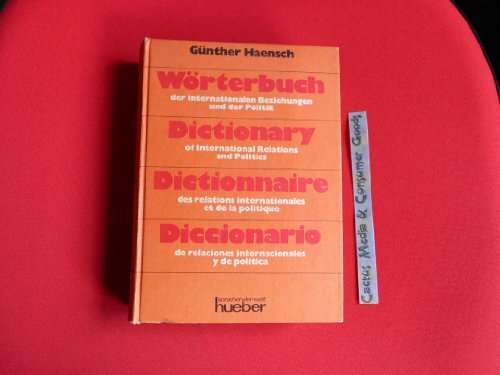 Günther Haensch
Wörterbuch
der internationalen Beziehungen
und der Politik
Dictionary
of International Relations
and Politics
Dictionnaire
des relations internationales
et de la politique
Diccionario
de relaciones internacionales
y de política
hueber
Cactus Media & Consumer Goods